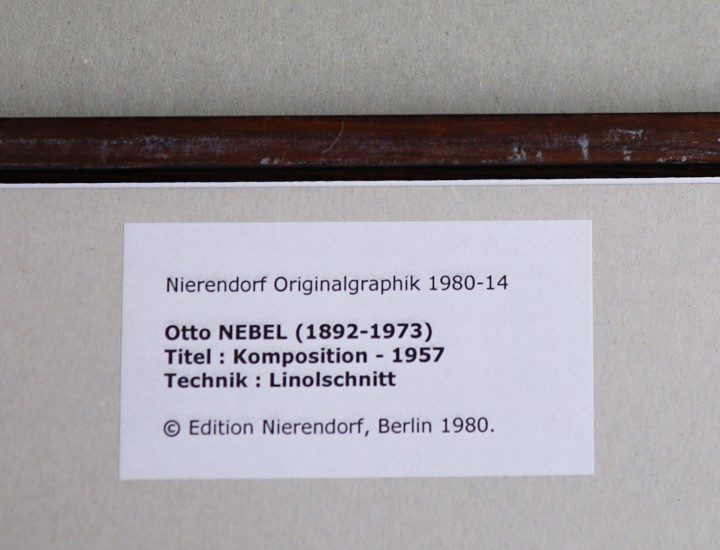 Nierendorf Originalgraphik 1980-14
Otto NEBEL (1892-1973)
Titel : Komposition - 1957
Technik : Linolschnitt
© Edition Nierendorf, Berlin 1980.